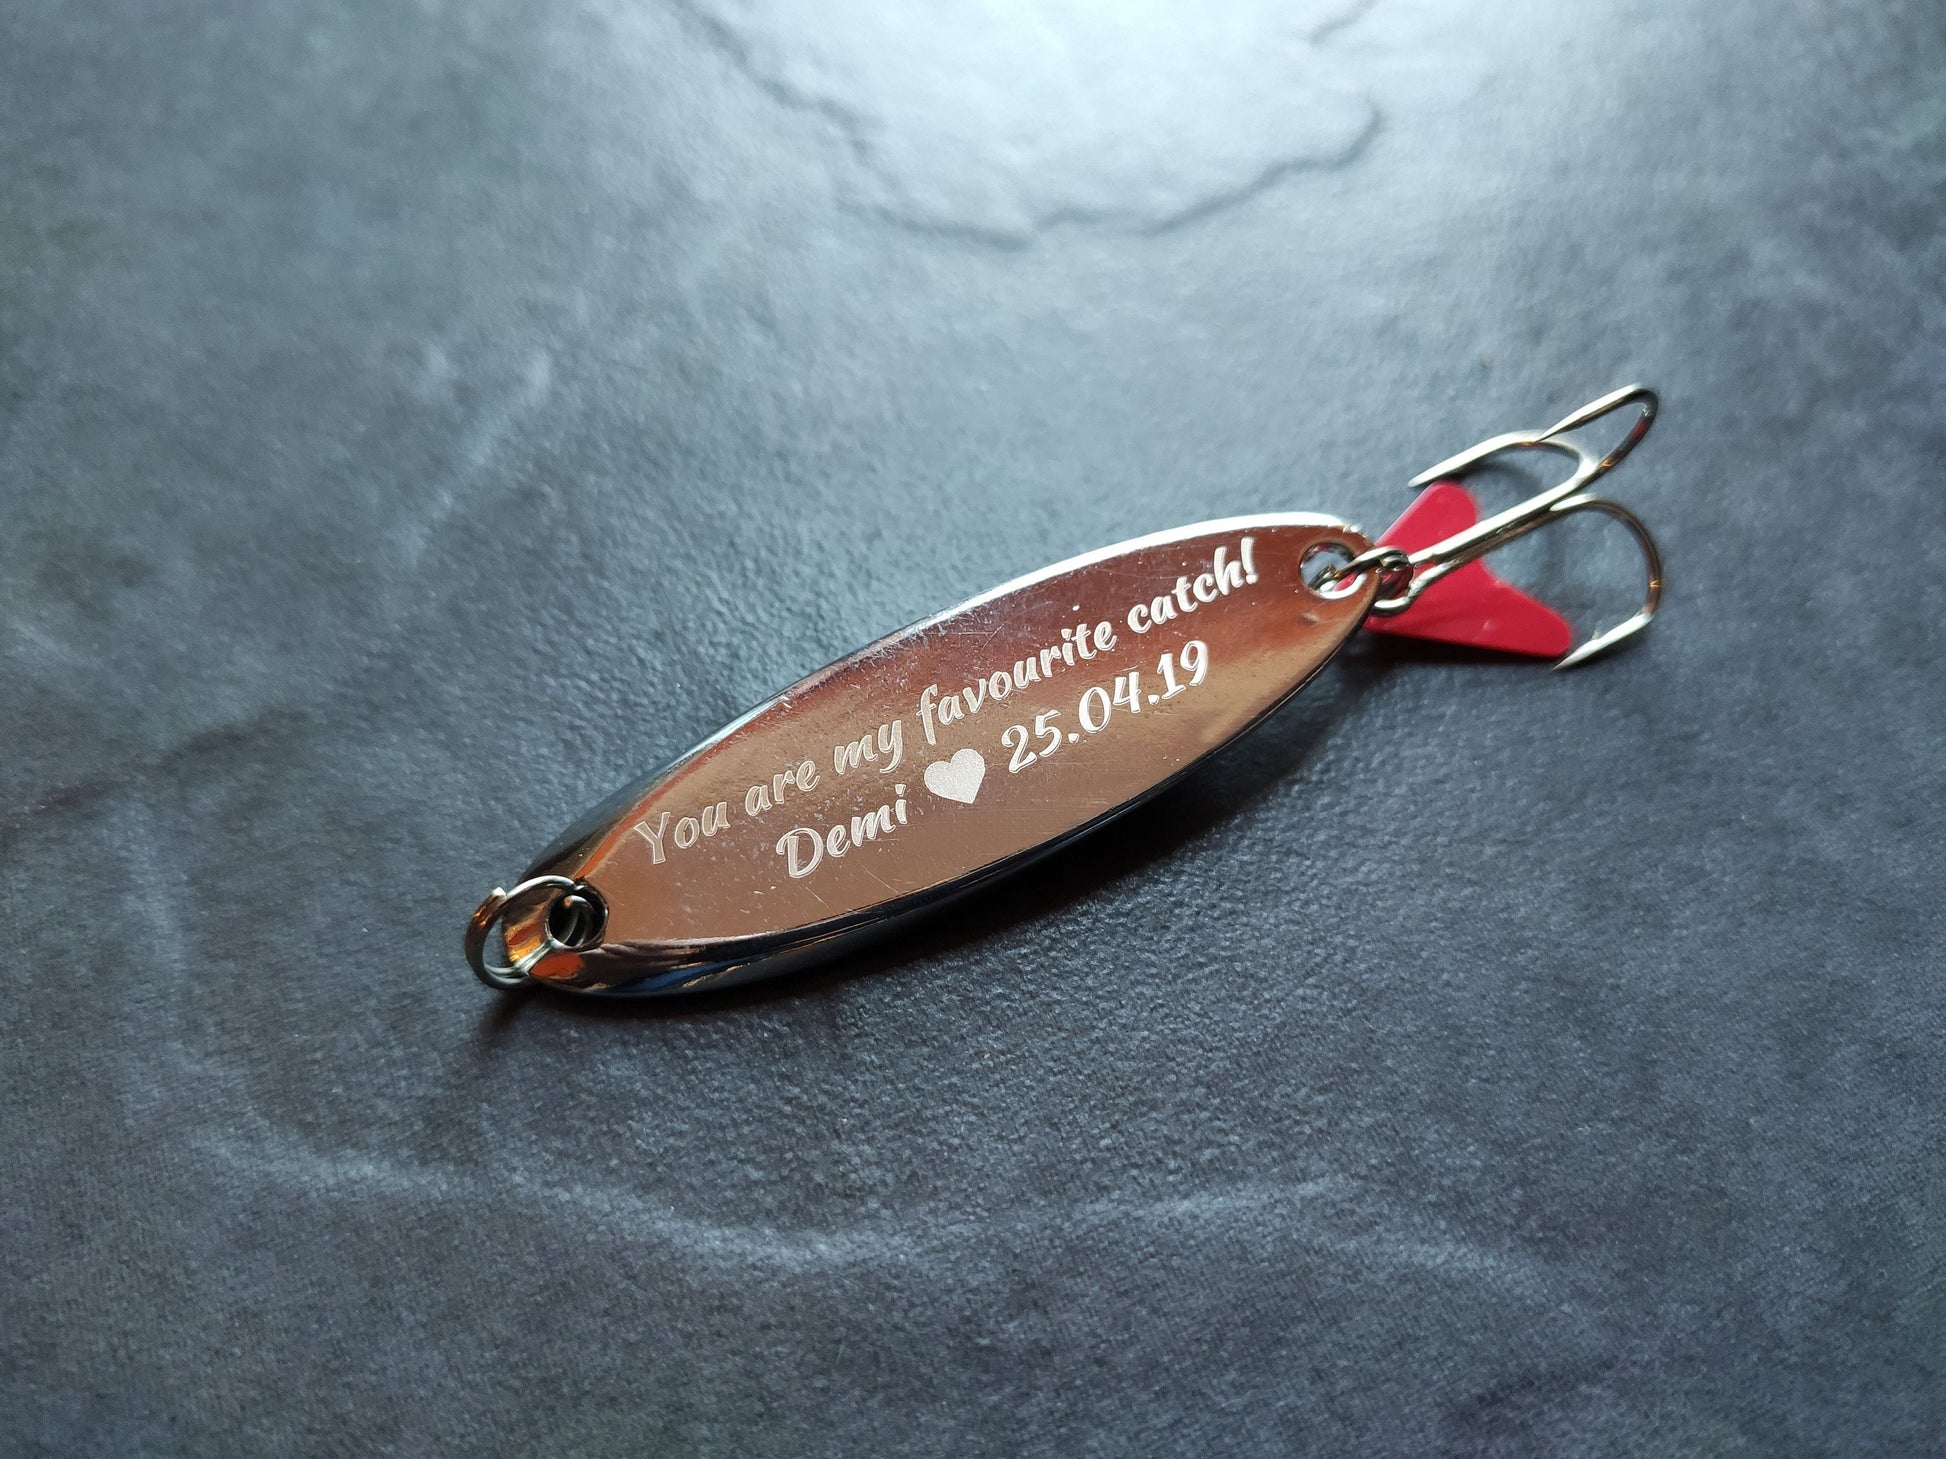 You are my favourite catch!
Demi ♥ 25.04.19